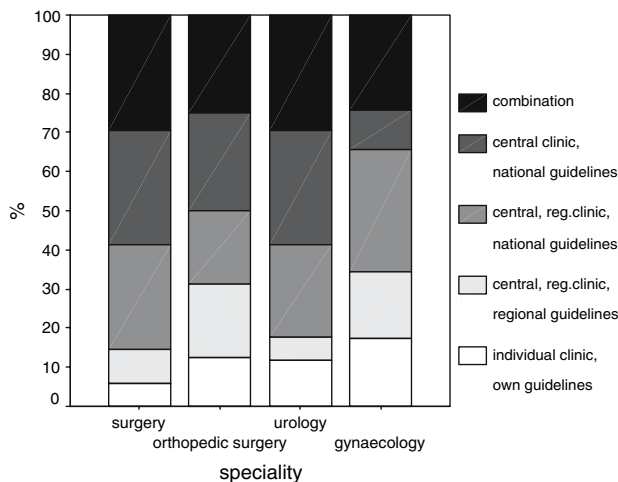 100
90
80
70
60
50
40
30
20
10
0
%
surgery
orthopedic surgery
urology
gynaecology
speciality
combination
central clinic,
national guidelines
central, reg.clinic,
national guidelines
central, reg.clinic,
regional guidelines
individual clinic,
own guidelines